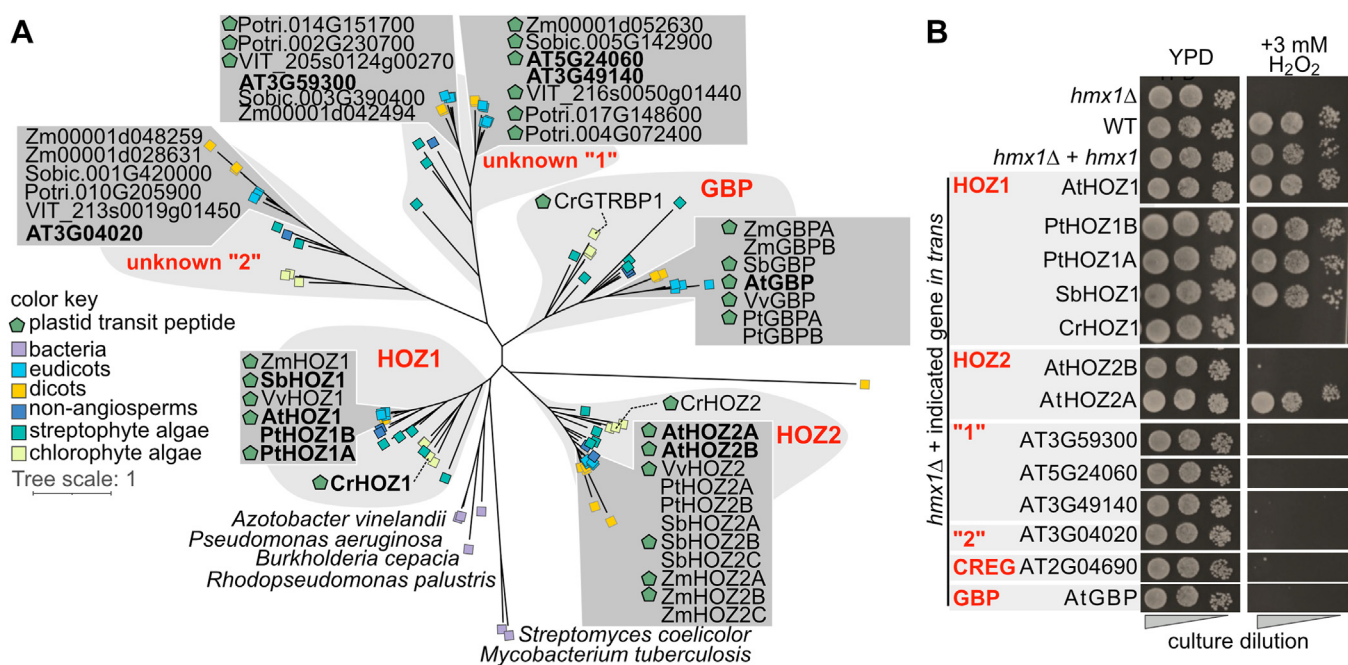 A
Potri.014G151700
Potri.002G230700
VIT_205s0124g00270
AT3G59300
Sobic.003G390400
Zm00001d042494
Zm00001d052630
Sobic.005G142900
AT5G24060
AT3G49140
VIT_216s0050g01440
Potri.017G148600
Potri.004G072400
unknown "1"
Zm00001d048259
Zm00001d028631
Sobic.001G420000
Potri.010G205900
VIT_213s0019g01450
AT3G04020
unknown "2"
GBP
CrGTRBP1
ZmGBPA
ZmGBPB
SbGBP
AtGBP
VvGBP
PtGBPA
PtGBPB
color key
plastid transit peptide
bacteria
eudicots
dicots
non-angiosperms
streptophyte algae
chlorophyte algae
Tree scale: 1
HOZ1
ZmHOZ1
SbHOZ1
VvHOZ1
AtHOZ1
PtHOZ1B
PtHOZ1A
CrHOZ1
CrHOZ2
HOZ2
AtHOZ2A
AtHOZ2B
VvHOZ2
PtHOZ2A
PtHOZ2B
SbHOZ2A
SbHOZ2B
SbHOZ2C
ZmHOZ2A
ZmHOZ2B
ZmHOZ2C
Azotobacter vinelandii
Pseudomonas aeruginosa
Burkholderia cepacia
Rhodopseudomonas palustris
Streptomyces coelicolor
Mycobacterium tuberculosis
B
YPD
+3 mM
H₂O₂
hmx1Δ
WT
hmx1Δ + hmx1
hmx1Δ + indicated gene in trans
HOZ1
AtHOZ1
PtHOZ1B
PtHOZ1A
SbHOZ1
CrHOZ1
HOZ2
AtHOZ2B
AtHOZ2A
"1"
AT3G59300
AT5G24060
AT3G49140
"2"
AT3G04020
CREG AT2G04690
GBP
AtGBP
culture dilution